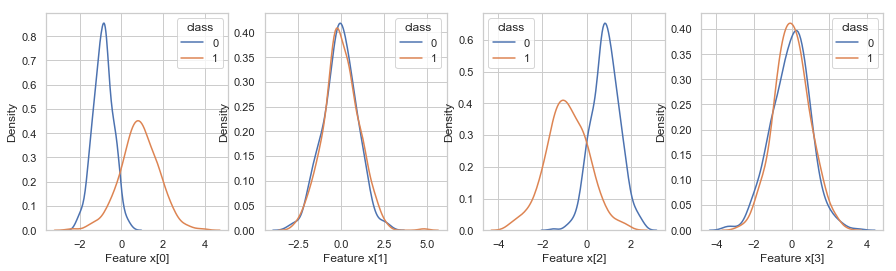 Density
0.8
0.7
0.6
0.5
0.4
0.3
0.2
0.1
0.0
class
0
1
−2 0 2 4
Feature x[0]
Density
0.40
0.35
0.30
0.25
0.20
0.15
0.10
0.05
0.00
class
0
1
−2.5 0.0 2.5 5.0
Feature x[1]
Density
0.6
0.5
0.4
0.3
0.2
0.1
0.0
class
0
1
−4 −2 0 2
Feature x[2]
Density
0.40
0.35
0.30
0.25
0.20
0.15
0.10
0.05
0.00
class
0
1
−4 −2 0 2 4
Feature x[3]